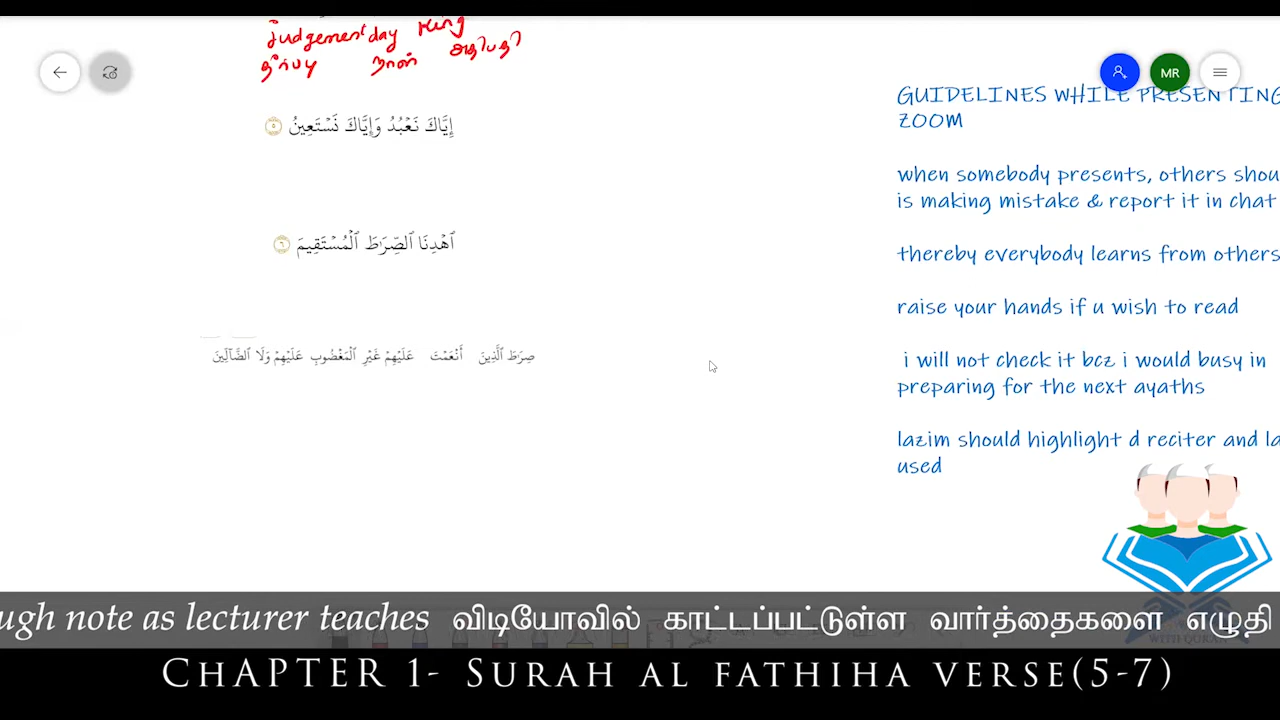 judgement day king
தீர்ப்பு நாள் அதிபதி
إِيَّاكَ نَعۡبُدُ وَإِيَّاكَ نَسۡتَعِينُ ٥
ٱهۡدِنَا ٱلصِّرَٰطَ ٱلۡمُسۡتَقِيمَ ٦
صِرَٰطَ ٱلَّذِينَ أَنۡعَمۡتَ عَلَيۡهِمۡ غَيۡرِ ٱلۡمَغۡضُوبِ عَلَيۡهِمۡ وَلَا ٱلضَّآلِّينَ
MR
GUIDELINES WHILE PRESENTING
ZOOM
when somebody presents, others shou
is making mistake & report it in chat
thereby everybody learns from others
raise your hands if u wish to read
i will not check it bcz i would busy in
preparing for the next ayaths
lazim should highlight d reciter and la
used
ugh note as lecturer teaches விடியோவில் காட்டப்பட்டுள்ள வார்த்தைகளை எழுதி
CHAPTER 1- SURAH AL FATHIHA VERSE(5-7)